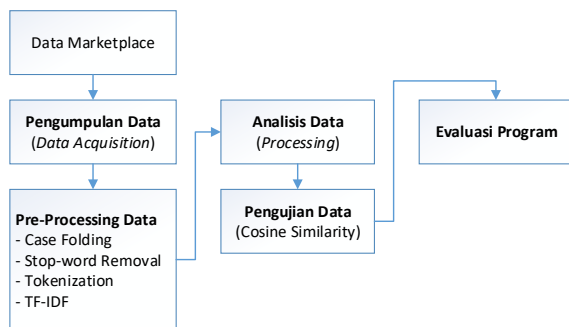 Data Marketplace
Pengumpulan Data
(Data Acquisition)
Pre-Processing Data
- Case Folding
- Stop-word Removal
- Tokenization
- TF-IDF
Analisis Data
(Processing)
Pengujian Data
(Cosine Similarity)
Evaluasi Program